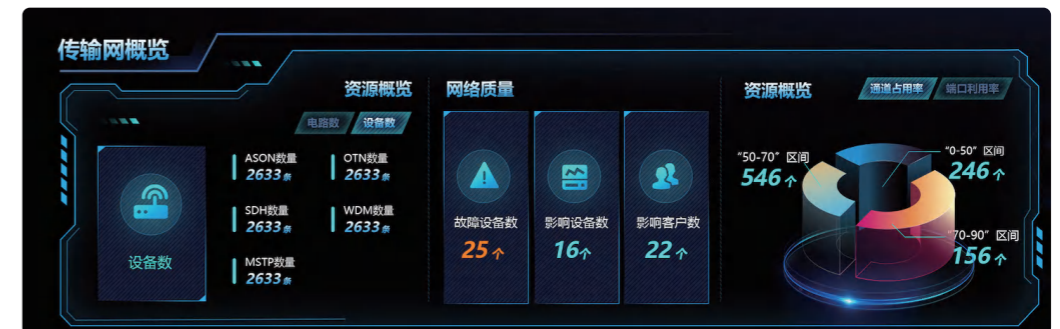 传输网概览
资源概览
电路数
设备数
设备数
ASON数量
2633条
OTN数量
2633条
SDH数量
2633条
WDM数量
2633条
MSTP数量
2633条
网络质量
故障设备数
25个
影响设备数
16个
影响客户数
22个
资源概览
通道占用率
端口利用率
"50-70" 区间
546个
"0-50" 区间
246个
"70-90" 区间
156个